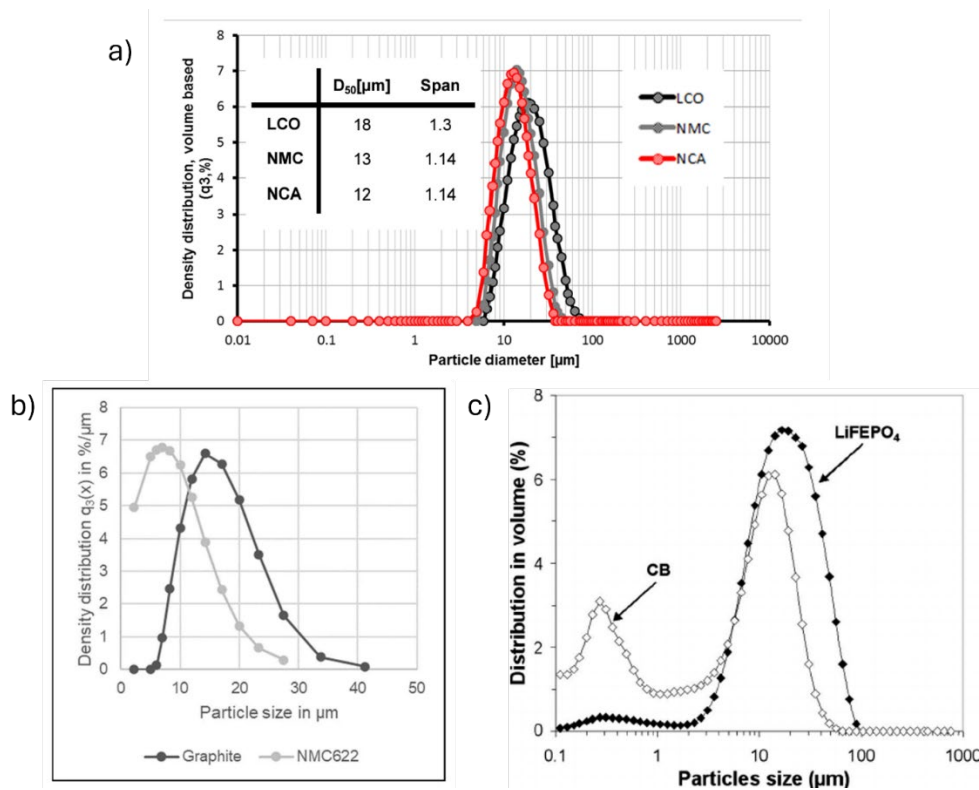 a)
Density distribution, volume based
(q3,%)
8
7
6
5
4
3
2
1
0
D50[µm] Span
LCO 18 1.3
NMC 13 1.14
NCA 12 1.14
LCO
NMC
NCA
0.01 0.1 1 10 100 1000 10000
Particle diameter [µm]
b)
Density distribution q3(x) in %/µm
8
7
6
5
4
3
2
1
0
0 10 20 30 40 50
Particle size in µm
Graphite NMC622
c)
Distribution in volume (%)
8
6
4
2
0
LiFEPO4
CB
0.1 1 10 100 1000
Particles size (µm)